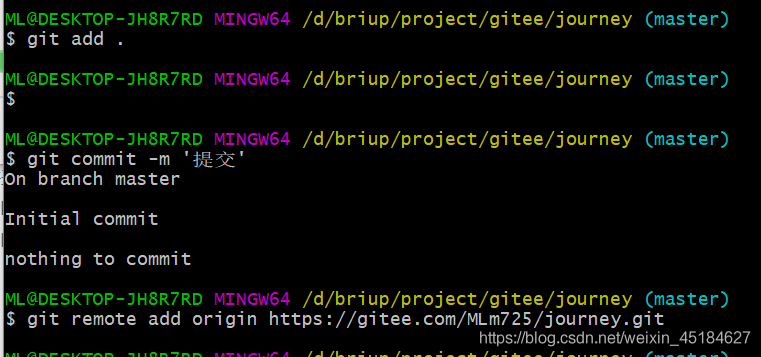 ML@DESKTOP-JH8R7RD MINGW64 /d/briup/project/gitee/journey (master)
$ git add .
ML@DESKTOP-JH8R7RD MINGW64 /d/briup/project/gitee/journey (master)
$
ML@DESKTOP-JH8R7RD MINGW64 /d/briup/project/gitee/journey (master)
$ git commit -m '提交'
On branch master
Initial commit
nothing to commit
ML@DESKTOP-JH8R7RD MINGW64 /d/briup/project/gitee/journey (master)
$ git remote add origin https://gitee.com/MLm725/journey.git
https://blog.csdn.net/weixin_45184627